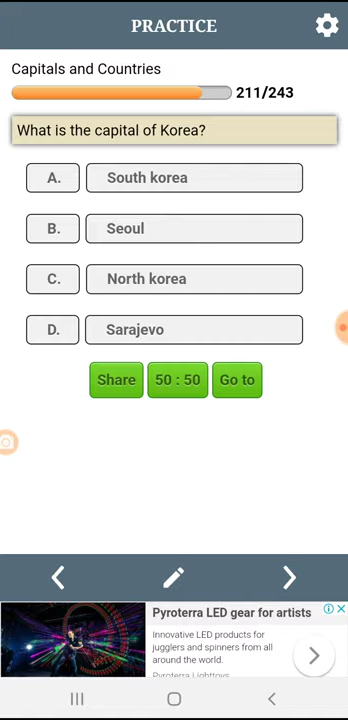 PRACTICE
Capitals and Countries
211/243
What is the capital of Korea?
A. South korea
B. Seoul
C. North korea
D. Sarajevo
Share 50 : 50 Go to
Pyroterra LED gear for artists
Innovative LED products for
jugglers and spinners from all
around the world.
Pyroterra Lighttoys